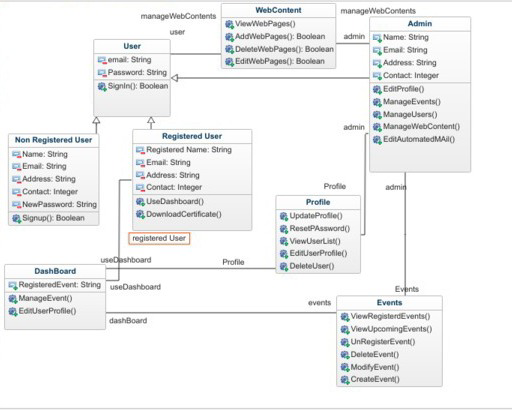 manageWebContents
user
WebContent
ViewWebPages()
AddWebPages(): Boolean
DeleteWebPages(): Boolean
EditWebPages(): Boolean
manageWebContents
admin
Admin
Name: String
Email: String
Address: String
Contact: Integer
EditProfile()
ManageEvents()
ManageUsers()
ManageWebContent()
EditAutomatedMAil()
User
email: String
Password: String
SignIn(): Boolean
Non Registered User
Name: String
Email: String
Address: String
Contact: Integer
NewPassword: String
Signup(): Boolean
Registered User
Registered Name: String
Email: String
Address: String
Contact: Integer
UseDashboard()
DownloadCertificate()
registered User
admin
Profile
admin
Profile
UpdateProfile()
ResetPAssword()
ViewUserList()
EditUserProfile()
DeleteUser()
useDashboard
Profile
DashBoard
RegisteredEvent: String
ManageEvent()
EditUserProfile()
useDashboard
dashBoard
events
Events
Events
ViewRegisterdEvents()
ViewUpcomingEvents()
UnRegisterEvent()
DeleteEvent()
ModifyEvent()
CreateEvent()